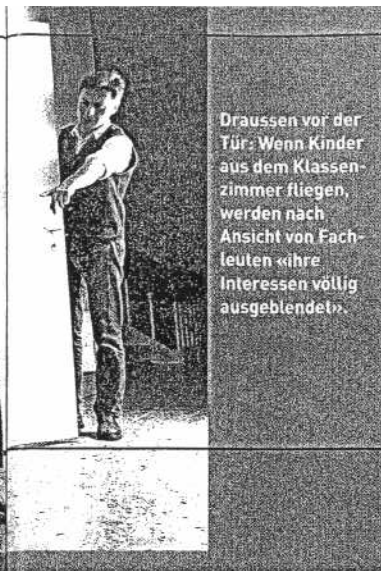 Draussen vor der
Tür: Wenn Kinder
aus dem Klassen-
zimmer fliegen,
werden nach
Ansicht von Fach-
leuten «ihre
Interessen völlig
ausgeblendet».